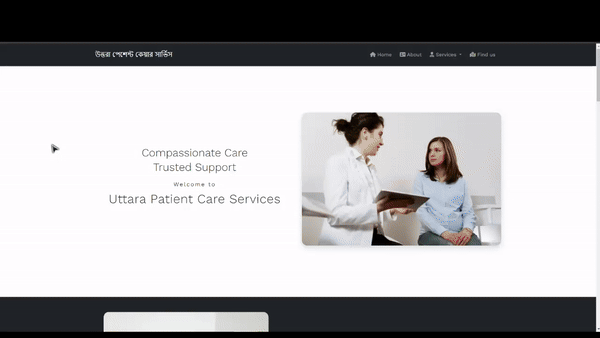 উত্তরা পেশেন্ট কেয়ার সার্ভিস
Home About Services Find us
Compassionate Care
Trusted Support
Welcome to
Uttara Patient Care Services